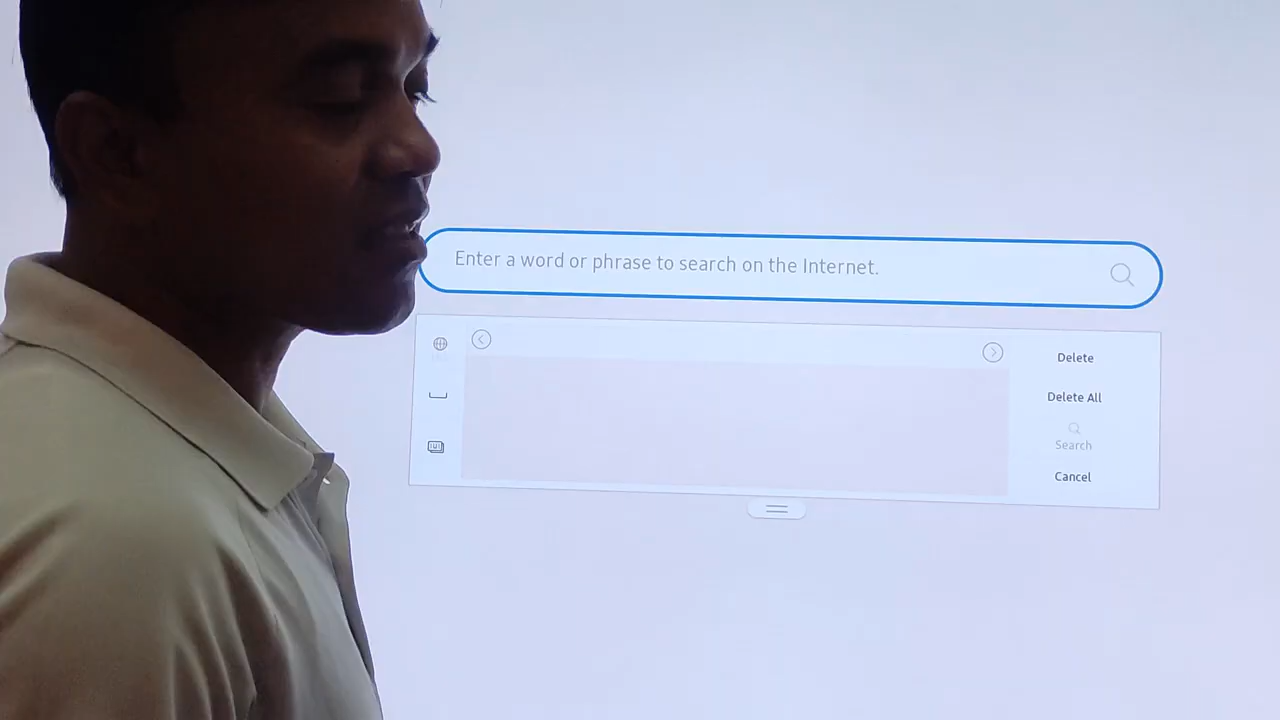 Enter a word or phrase to search on the Internet.
Delete
Delete All
Search
Cancel